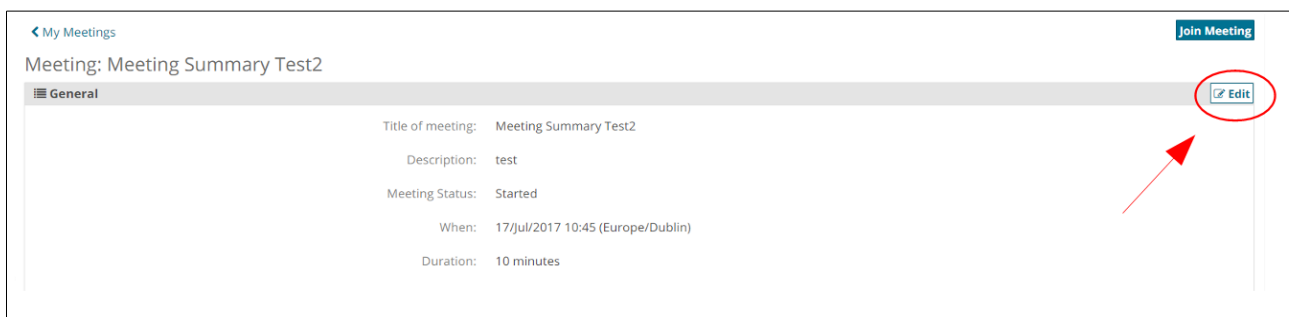 My Meetings
Join Meeting
Meeting: Meeting Summary Test2
General
Edit
Title of meeting: Meeting Summary Test2
Description: test
Meeting Status: Started
When: 17/Jul/2017 10:45 (Europe/Dublin)
Duration: 10 minutes